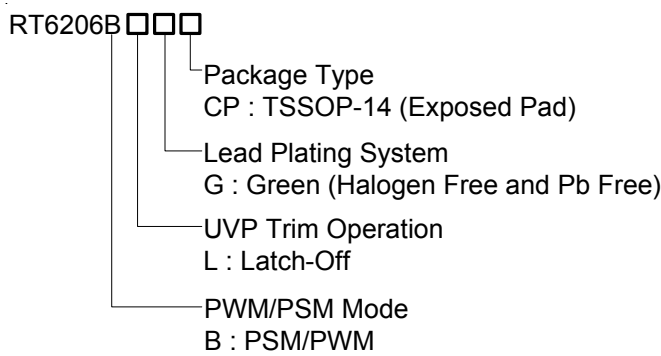 RT6206B□□□
Package Type
CP : TSSOP-14 (Exposed Pad)
Lead Plating System
G : Green (Halogen Free and Pb Free)
UVP Trim Operation
L : Latch-Off
PWM/PSM Mode
B : PSM/PWM